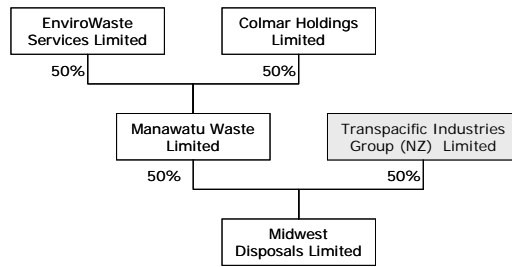 EnviroWaste
Services Limited
Colmar Holdings
Limited
50%
50%
Manawatu Waste
Limited
Transpacific Industries
Group (NZ) Limited
50%
50%
Midwest
Disposals Limited